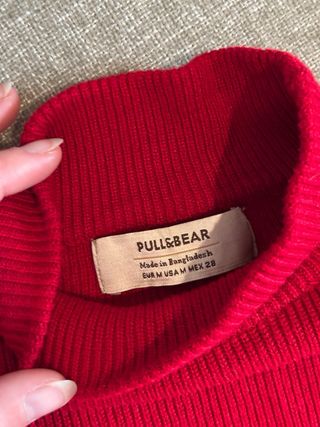 PULL&BEAR
Made in Bangladesh
EUR M USA M MEX 28